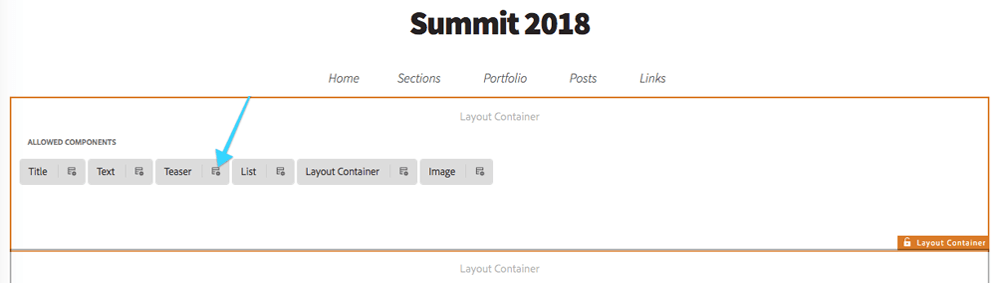 Summit 2018
Home Sections Portfolio Posts Links
Layout Container
ALLOWED COMPONENTS
Title Text Teaser List Layout Container Image
Layout Container
Layout Container